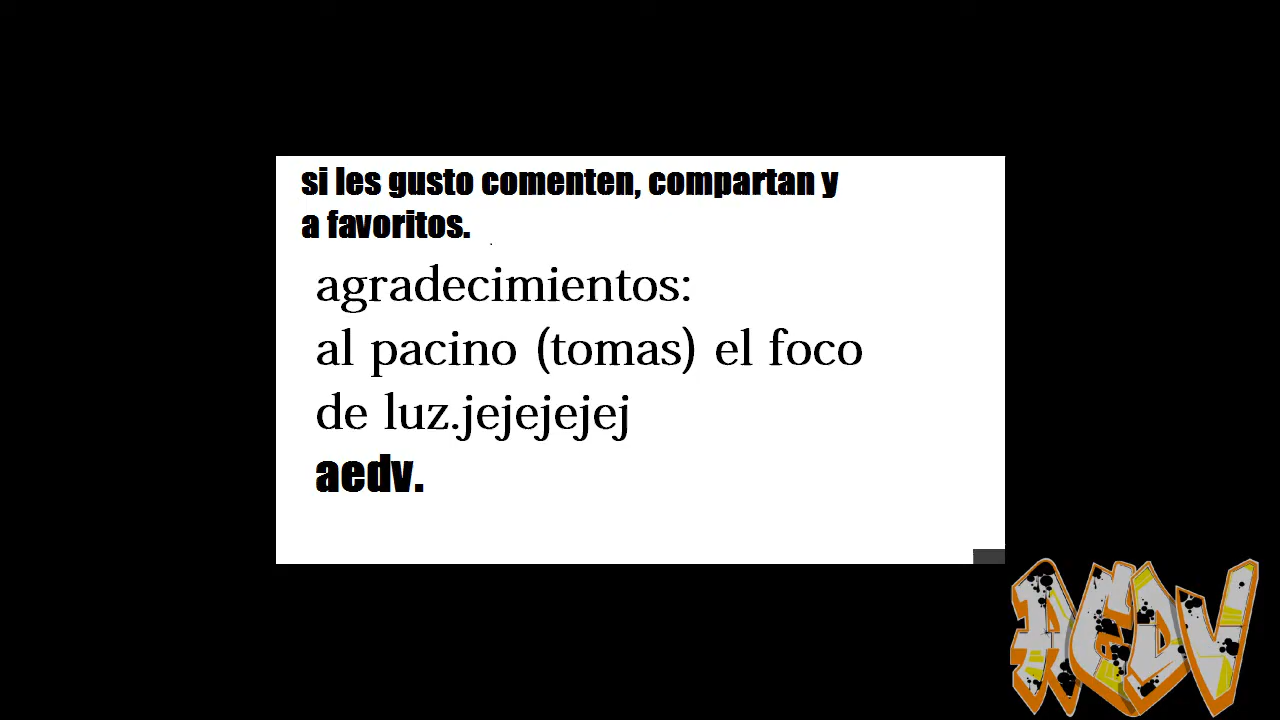 si les gusto comenten, compartan y
a favoritos.
agradecimientos:
al pacino (tomas) el foco
de luz.jejejejej
aedv.
AEDV